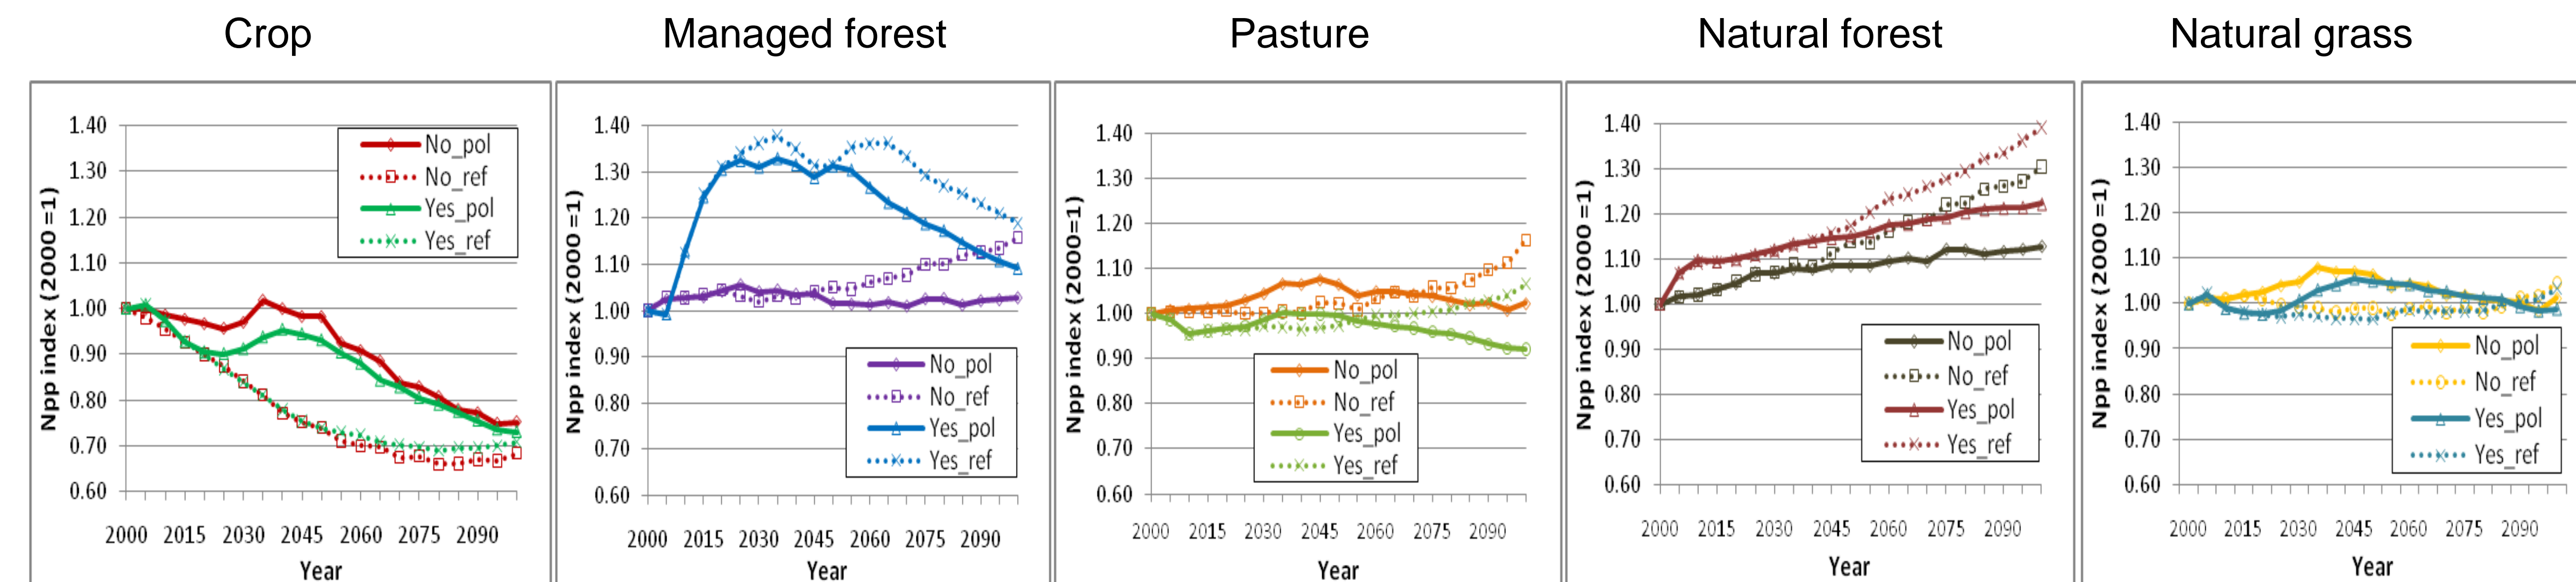 Crop
Npp index (2000 =1)
1.40
1.30
1.20
1.10
1.00
0.90
0.80
0.70
0.60
No_pol
No_ref
Yes_pol
Yes_ref
2000 2015 2030 2045 2060 2075 2090
Year
Managed forest
Npp index (2000 =1)
1.40
1.30
1.20
1.10
1.00
0.90
0.80
0.70
0.60
No_pol
No_ref
Yes_pol
Yes_ref
2000 2015 2030 2045 2060 2075 2090
Year
Pasture
Npp index (2000=1)
1.40
1.30
1.20
1.10
1.00
0.90
0.80
0.70
0.60
No_pol
No_ref
Yes_pol
Yes_ref
2000 2015 2030 2045 2060 2075 2090
Year
Natural forest
Npp index (2000 =1)
1.40
1.30
1.20
1.10
1.00
0.90
0.80
0.70
0.60
No_pol
No_ref
Yes_pol
Yes_ref
2000 2015 2030 2045 2060 2075 2090
Year
Natural grass
Npp index (2000 =1)
1.40
1.30
1.20
1.10
1.00
0.90
0.80
0.70
0.60
No_pol
No_ref
Yes_pol
Yes_ref
2000 2015 2030 2045 2060 2075 2090
Year